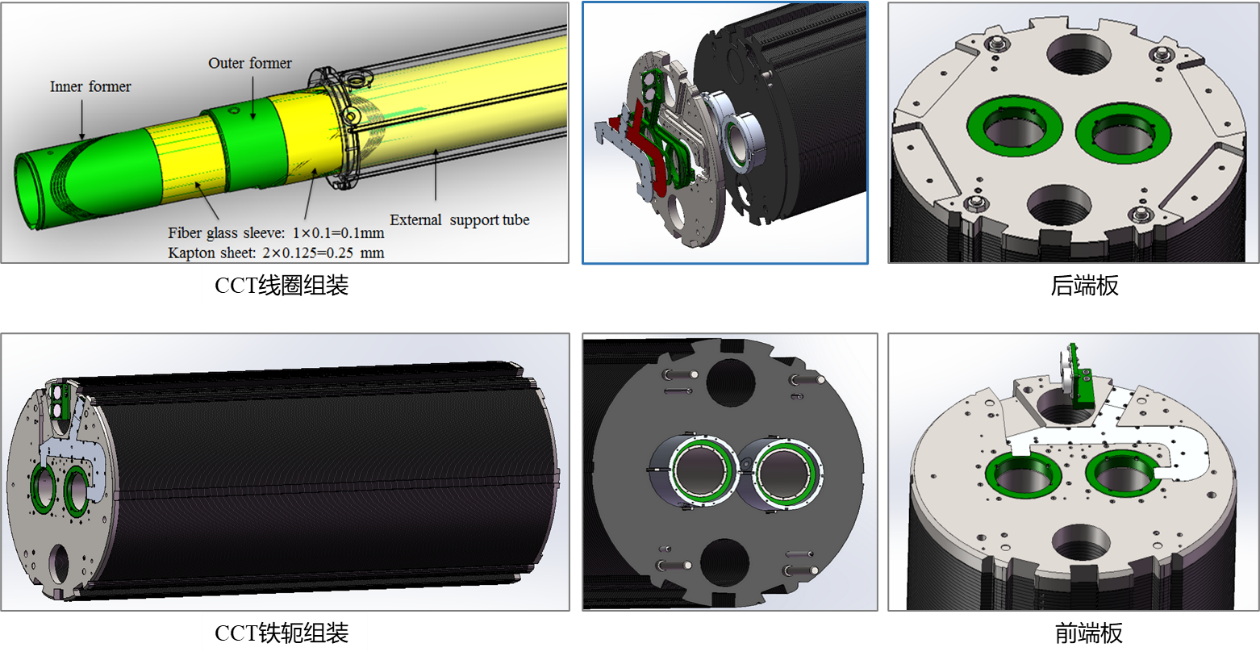 Outer former
Inner former
External support tube
Fiber glass sleeve: 1×0.1=0.1mm
Kapton sheet: 2×0.125=0.25 mm
CCT线圈组装
后端板
CCT铁轭组装
前端板